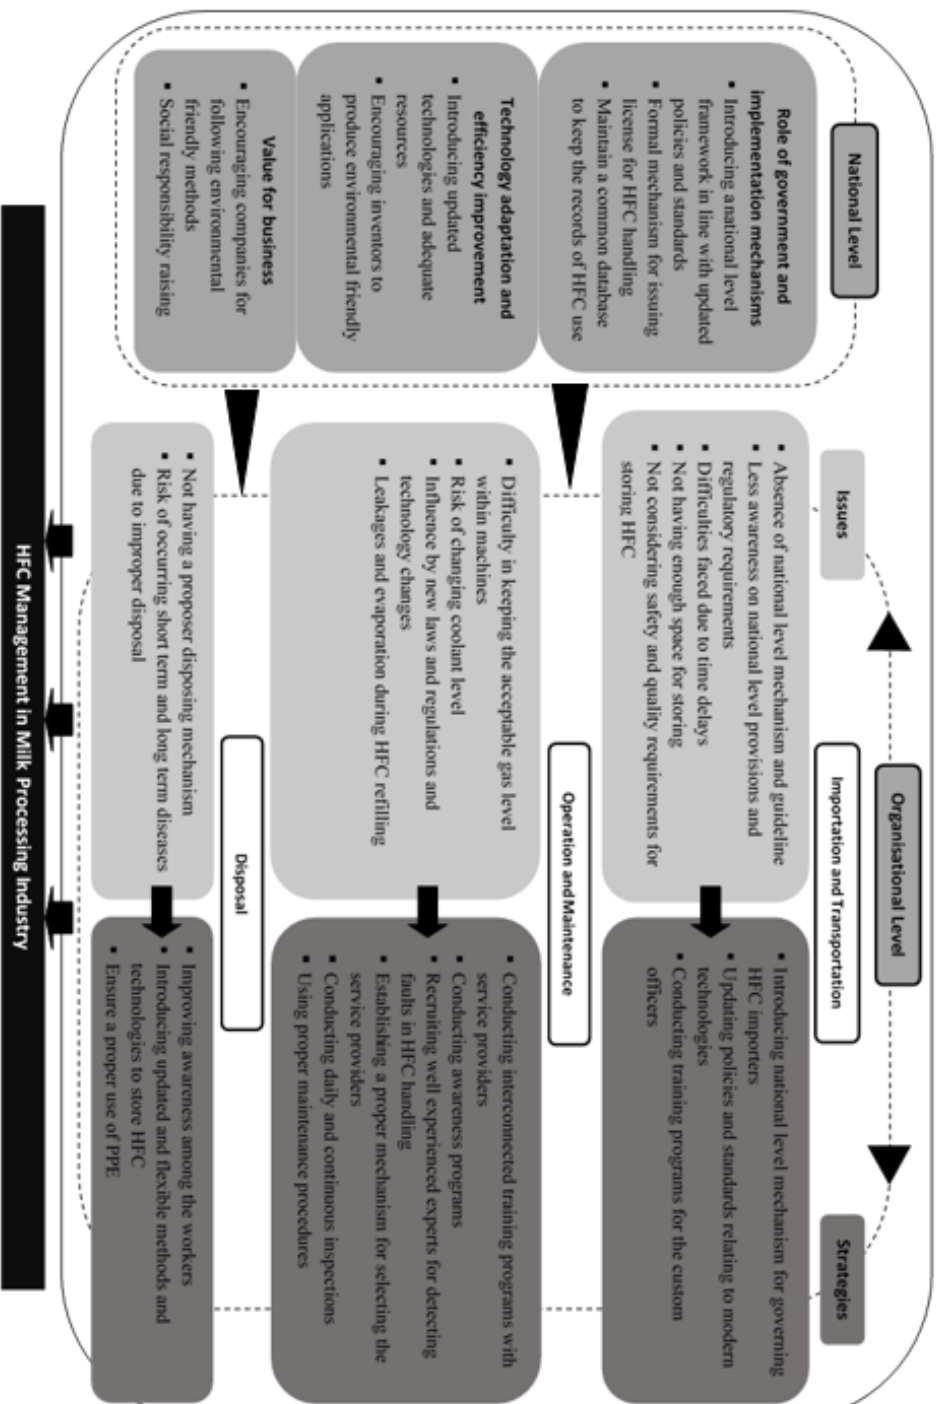 National Level
Role of government and
implementation mechanisms
▪ Introducing a national level
framework in line with updated
policies and standards
▪ Formal mechanism for issuing
license for HFC handling
▪ Maintain a common database
to keep the records of HFC use
Technology adaptation and
efficiency improvement
▪ Introducing updated
technologies and adequate
resources
▪ Encouraging inventors to
produce environmental friendly
applications
Value for business
▪ Encouraging companies for
following environmental
friendly methods
▪ Social responsibility raising
Organisational Level
Issues
Strategies
Importation and Transportation
▪ Absence of national level mechanism and guideline
▪ Less awareness on national level provisions and
regulatory requirements
▪ Difficulties faced due to time delays
▪ Not having enough space for storing
▪ Not considering safety and quality requirements for
storing HFC
▪ Introducing national level mechanism for governing
HFC importers
▪ Updating policies and standards relating to modern
technologies
▪ Conducting training programs for the custom
officers
Operation and Maintenance
▪ Difficulty in keeping the acceptable gas level
within machines
▪ Risk of changing coolant level
▪ Influence by new laws and regulations and
technology changes
▪ Leakages and evaporation during HFC refilling
▪ Conducting interconnected training programs with
service providers
▪ Conducting awareness programs
▪ Recruiting well experienced experts for detecting
faults in HFC handling
▪ Establishing a proper mechanism for selecting the
service providers
▪ Conducting daily and continuous inspections
▪ Using proper maintenance procedures
Disposal
▪ Not having a proposer disposing mechanism
▪ Risk of occurring short term and long term diseases
due to improper disposal
▪ Improving awareness among the workers
▪ Introducing updated and flexible methods and
technologies to store HFC
▪ Ensure a proper use of PPE
HFC Management in Milk Processing Industry